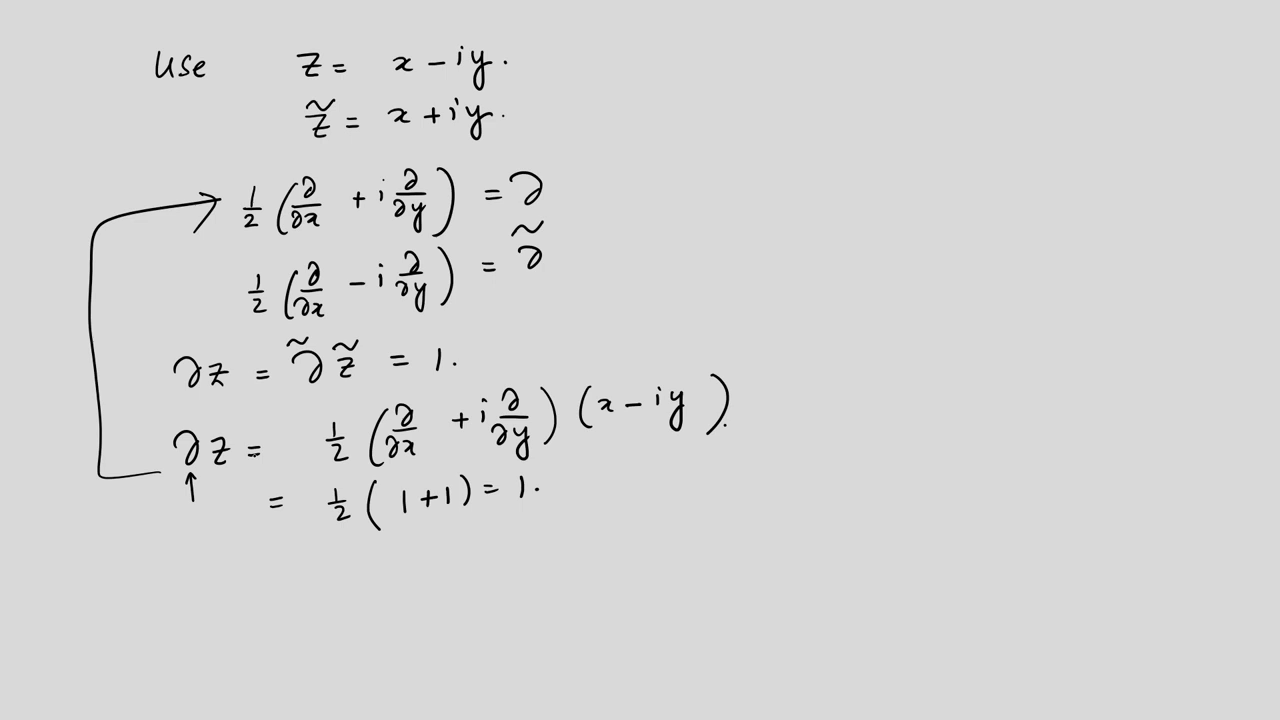 Use z = x - iy.
z̃ = x + iy.
1/2 (∂/∂x + i ∂/∂y) = ∂
1/2 (∂/∂x - i ∂/∂y) = ∂̃
∂z = ∂̃ z̃ = 1.
∂z = 1/2 (∂/∂x + i ∂/∂y) (x - iy).
= 1/2 (1+1) = 1.